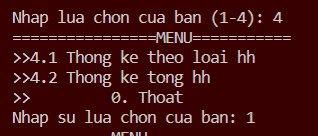 Nhap lua chon cua ban (1-4): 4
================MENU===========
>>4.1 Thong ke theo loai hh
>>4.2 Thong ke tong hh
>>        0. Thoat
Nhap su lua chon cua ban: 1
MENU